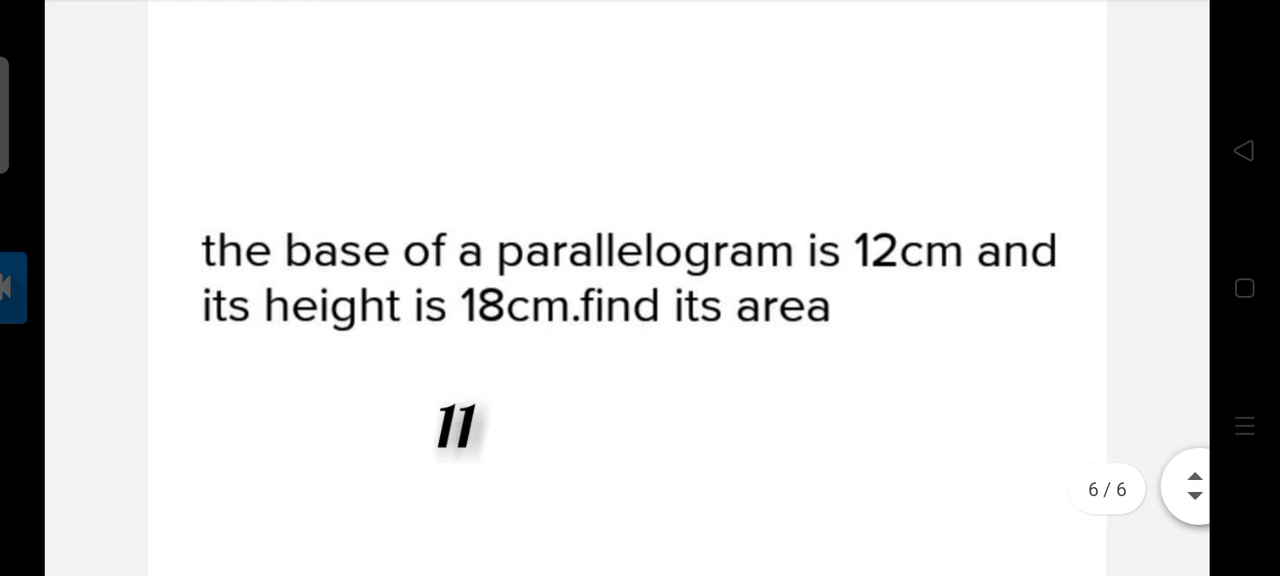 the base of a parallelogram is 12cm and
its height is 18cm.find its area
11
6 / 6